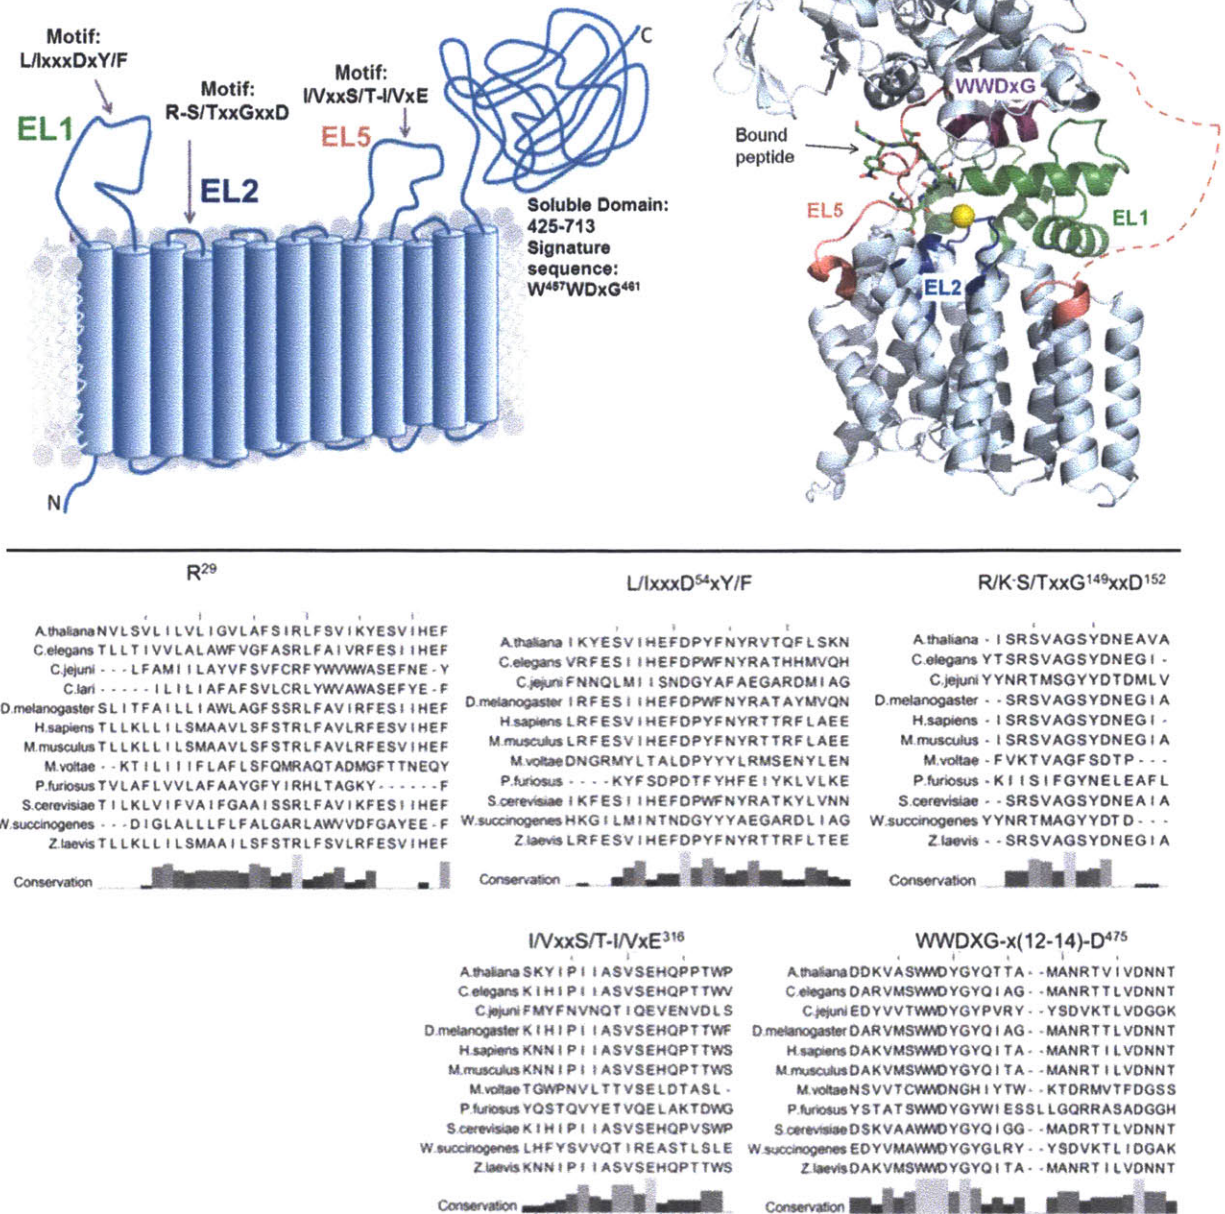 Motif:
L/IxxxDxY/F
Motif:
R-S/TxxGxxD
Motif:
I/VxxS/T-I/VxE
C
EL1
EL2
EL5
N
Soluble Domain:
425-713
Signature
sequence:
W⁴⁵⁷WDxG⁴⁶¹
WWDxG
Bound
peptide
EL5
EL1
EL2
R²⁹
A.thaliana NVLSVLILVLIGVLAFSIRLFSVIKYESVIHEF
C.elegans TLLTIVVLALAWFVGFASRLFAIVRFESIIHEF
C.jejuni ---LFAMIILAYVFSVFCRFYWVWWASEFNE-Y
C.lari -----ILILIAFAFSVLCRLYWVAWASEFYE-F
D.melanogaster SLITFAILLIAWLAGFSSRLFAVIRFESIIHEF
H.sapiens TLLKLLILSMAAVLSFSTRLFAVLRFESVIHEF
M.musculus TLLKLLILSMAAVLSFSTRLFAVLRFESVIHEF
M.voltae --KTILIIIFLAFLSFQMRAQTADMGFTTNEQY
P.furiosus TVLAFLVVLAFAAYGFYIRHLTAGKY------F
S.cerevisiae TILKLVIFVAIFGAAISSRLFAVIKFESIIHEF
W.succinogenes ---DIGLALLLFLFALGARLAWVVDFGAYEE-F
Z.laevis TLLKLLILSMAAILSFSTRLFSVLRFESVIHEF
Conservation
L/IxxxD⁵⁴xY/F
A.thaliana IKYESVIHEFDPYFNYRVTQFLSKN
C.elegans VRFESIIHEFDPWFNYRATHHMVQH
C.jejuni FNNQLMIISNDGYAFAEGARDMIAG
D.melanogaster IRFESIIHEFDPWFNYRATAYMVQN
H.sapiens LRFESVIHEFDPYFNYRTTRFLAEE
M.musculus LRFESVIHEFDPYFNYRTTRFLAEE
M.voltae DNGRMYLTALDPYYYLRMSENYLEN
P.furiosus ----KYFSDPDTFYHFEIYKLVLKE
S.cerevisiae IKFESIIHEFDPWFNYRATKYLVNN
W.succinogenes HKGILMINTNDGYYYAEGARDLIAG
Z.laevis LRFESVIHEFDPYFNYRTTRFLTEE
Conservation
R/K-S/TxxG¹⁴⁹xxD¹⁵²
A.thaliana -ISRSVAGSYDNEAVA
C.elegans YTSRSVAGSYDNEGI-
C.jejuni YYNRTMSGYYDTDMLV
D.melanogaster --SRSVAGSYDNEGIA
H.sapiens -ISRSVAGSYDNEGI-
M.musculus -ISRSVAGSYDNEGIA
M.voltae -FVKTVAGFSDTP---
P.furiosus -KIISIFGYNELEAFL
S.cerevisiae --SRSVAGSYDNEAIA
W.succinogenes YYNRTMAGYYDTD---
Z.laevis --SRSVAGSYDNEGIA
Conservation
I/VxxS/T-I/VxE³¹⁶
A.thaliana SKYIPIIASVSEHQPPTWP
C.elegans KIHIPIIASVSEHQPTTWV
C.jejuni FMYFNVNQTIQEVENVDLS
D.melanogaster KIHIPIIASVSEHQPTTWF
H.sapiens KNNIPIIASVSEHQPTTWS
M.musculus KNNIPIIASVSEHQPTTWS
M.voltae TGWPNVLTTVSELDTASL-
P.furiosus YQSTQVYETVQELAKTDWG
S.cerevisiae KIHIPIIASVSEHQPVSWP
W.succinogenes LHFYSVVQTIREASTLSLE
Z.laevis KNNIPIIASVSEHQPTTWS
Conservation
WWDXG-x(12-14)-D⁴⁷⁵
A.thaliana DDKVASWWDYGYQTTA--MANRTVIVDNNT
C.elegans DARVMSWWDYGYQIAG--MANRTTLVDNNT
C.jejuni EDYVVTWWDYGYPVRY--YSDVKTLVDGGK
D.melanogaster DARVMSWWDYGYQIAG--MANRTTLVDNNT
H.sapiens DAKVMSWWDYGYQITA--MANRTILVDNNT
M.musculus DAKVMSWWDYGYQITA--MANRTILVDNNT
M.voltae NSVVTCWWDNGHIYTW--KTDRMVTFDGSS
P.furiosus YSTATSWWDYGYWIESSLLGQRRASADGGH
S.cerevisiae DSKVAAWWDYGYQIGG--MADRTTLVDNNT
W.succinogenes EDYVMAWWDYGYGLRY--YSDVKTLIDGAK
Z.laevis DAKVMSWWDYGYQITA--MANRTILVDNNT
Conservation